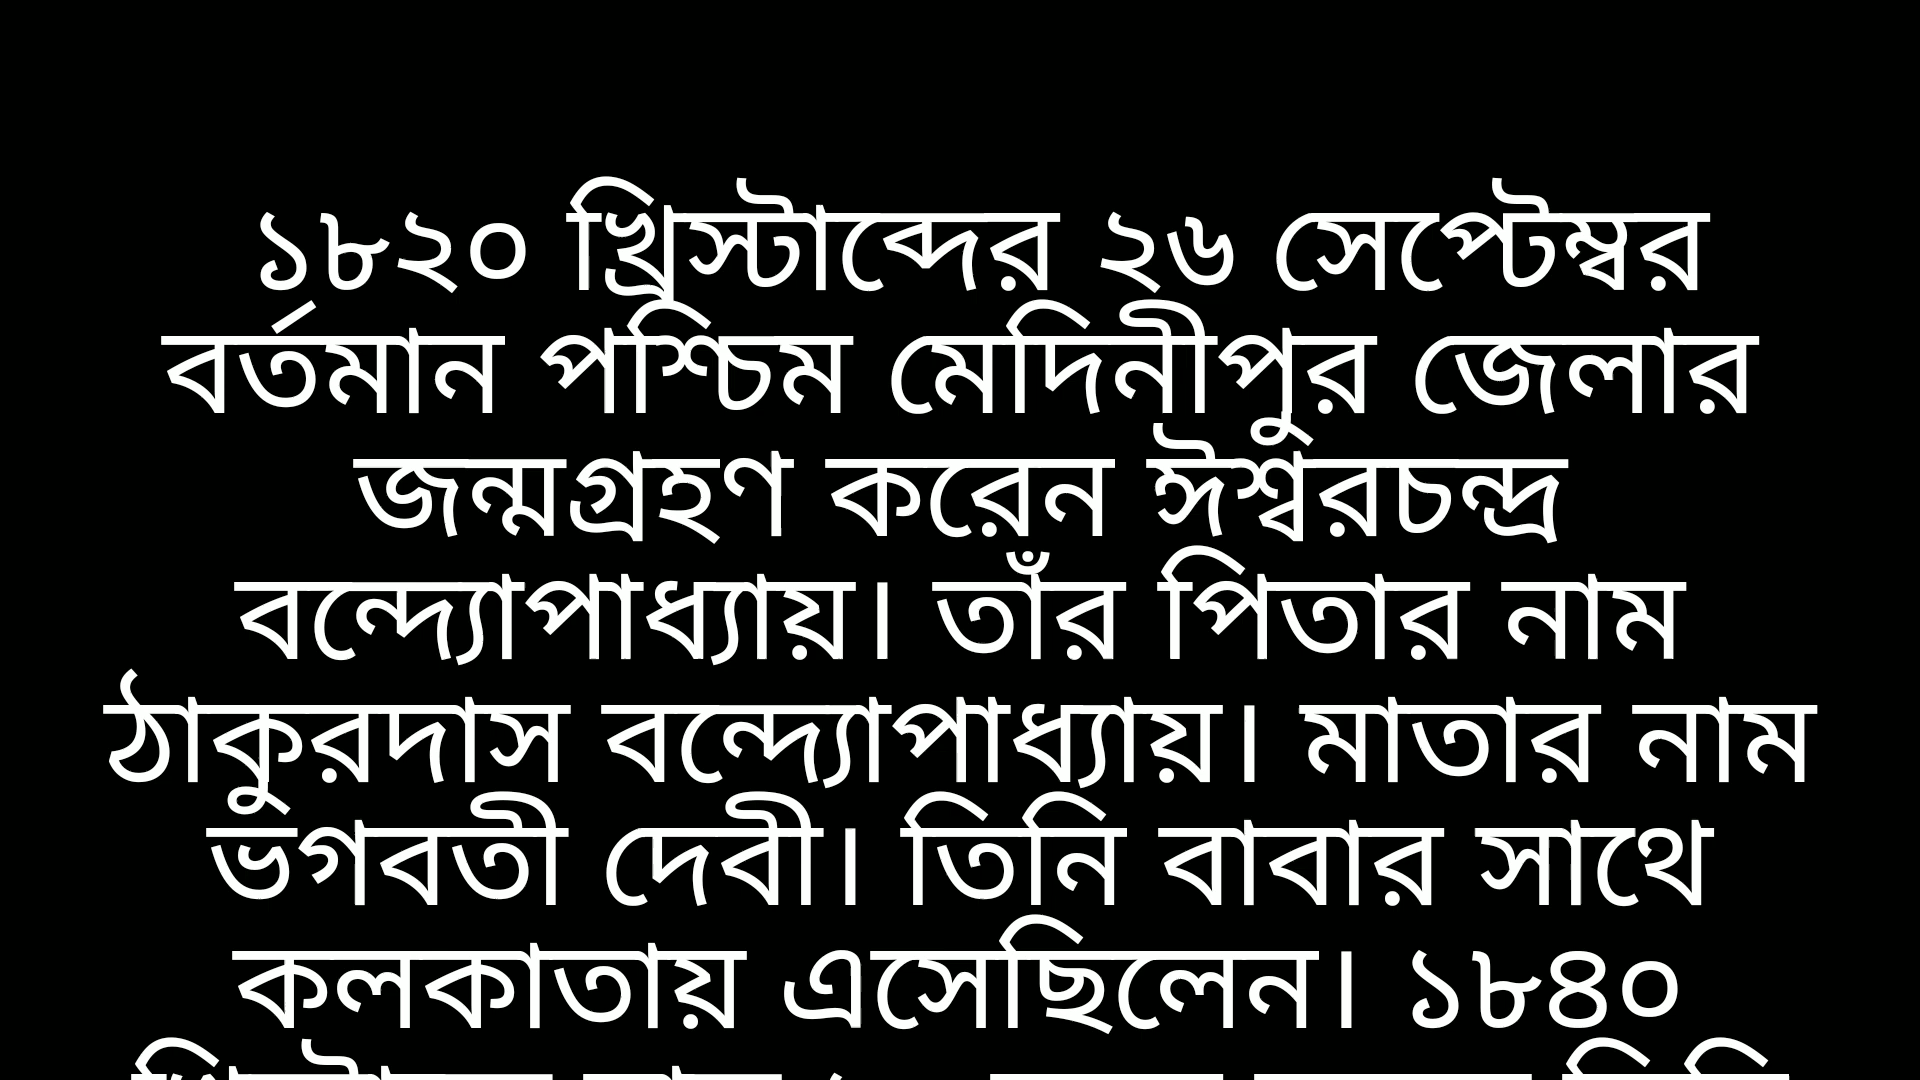 ১৮২০ খ্রিস্টাব্দের ২৬ সেপ্টেম্বর
বর্তমান পশ্চিম মেদিনীপুর জেলার
জন্মগ্রহণ করেন ঈশ্বরচন্দ্র
বন্দ্যোপাধ্যায়। তাঁর পিতার নাম
ঠাকুরদাস বন্দ্যোপাধ্যায়। মাতার নাম
ভগবতী দেবী। তিনি বাবার সাথে
কলকাতায় এসেছিলেন। ১৮৪০